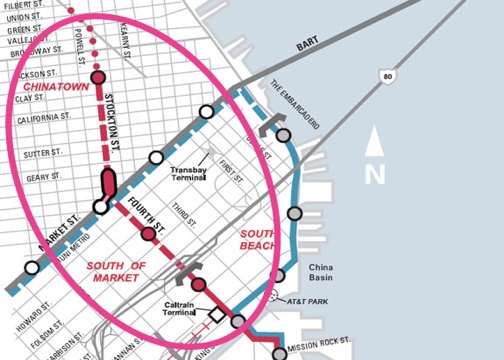 FILBERT ST.
UNION ST.
GREEN ST.
VALLEJO ST.
BROADWAY ST.
POWELL ST.
KEARNY ST.
JACKSON ST.
CHINATOWN
CLAY ST.
STOCKTON ST.
CALIFORNIA ST.
SUTTER ST.
GEARY ST.
BART
80
THE EMBARCADERO
Transbay
Terminal
FIRST ST.
N
FOURTH ST.
THIRD ST.
MARKET ST.
MUNI METRO
SOUTH
BEACH
SOUTH OF
MARKET
China
Basin
AT&T PARK
Caltrain
Terminal
HOWARD ST.
FOLSOM ST.
HARRISON ST.
MISSION ROCK ST.